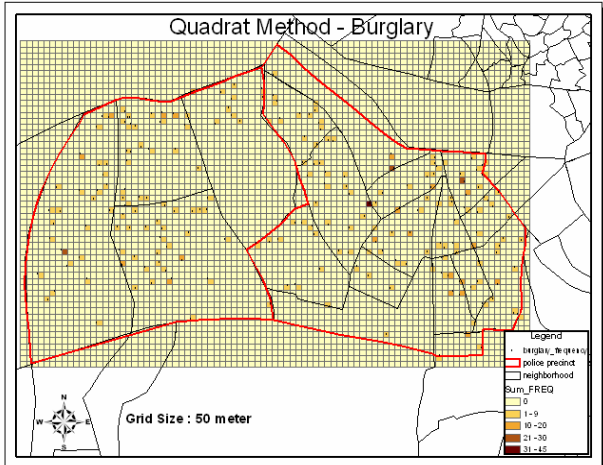 Quadrat Method - Burglary
Legend
burglary_frequency
police precinct
neighborhood
Sum_FREQ
0
1-9
10-20
21-30
31-45
N
W
E
S
Grid Size : 50 meter